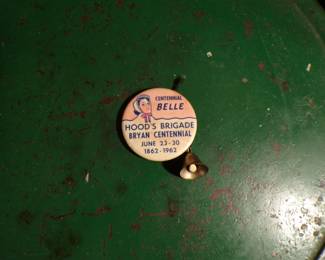 CENTENNIAL
BELLE
HOOD'S BRIGADE
BRYAN CENTENNIAL
JUNE 23-30
1862-1962